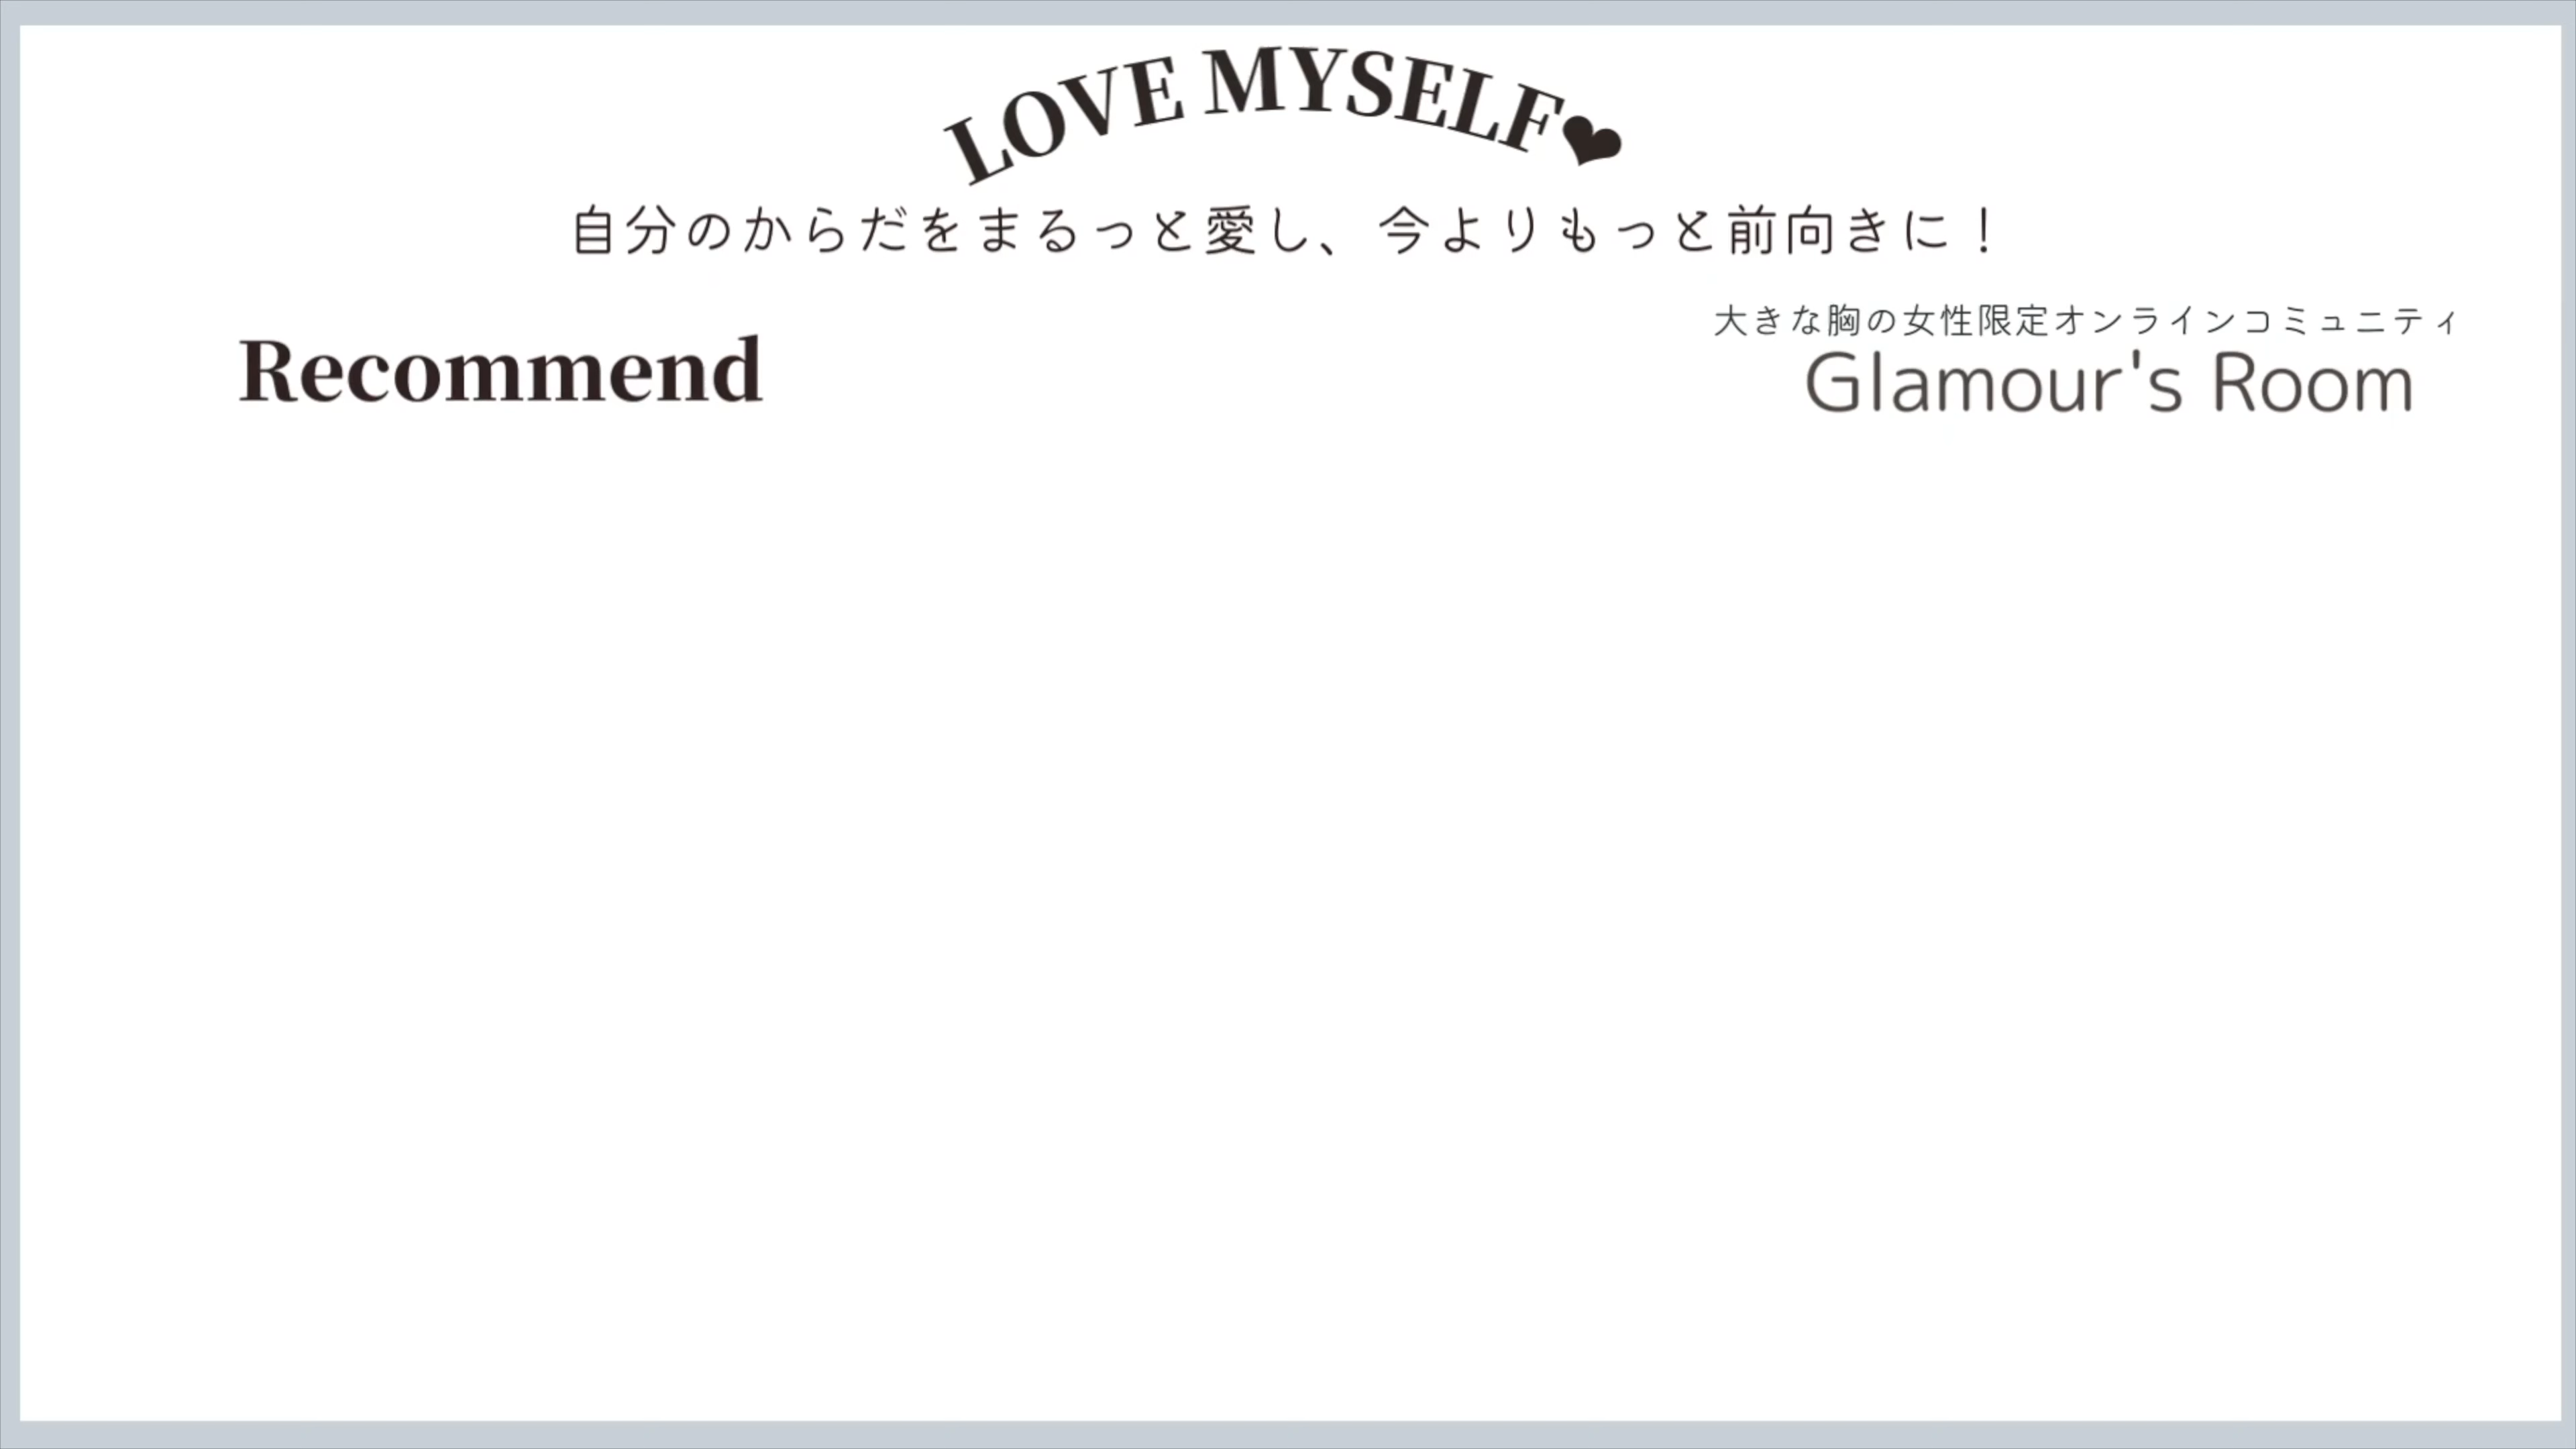 LOVE MYSELF❤
自分のからだをまるっと愛し、今よりもっと前向きに！
Recommend
大きな胸の女性限定オンラインコミュニティ
Glamour's Room